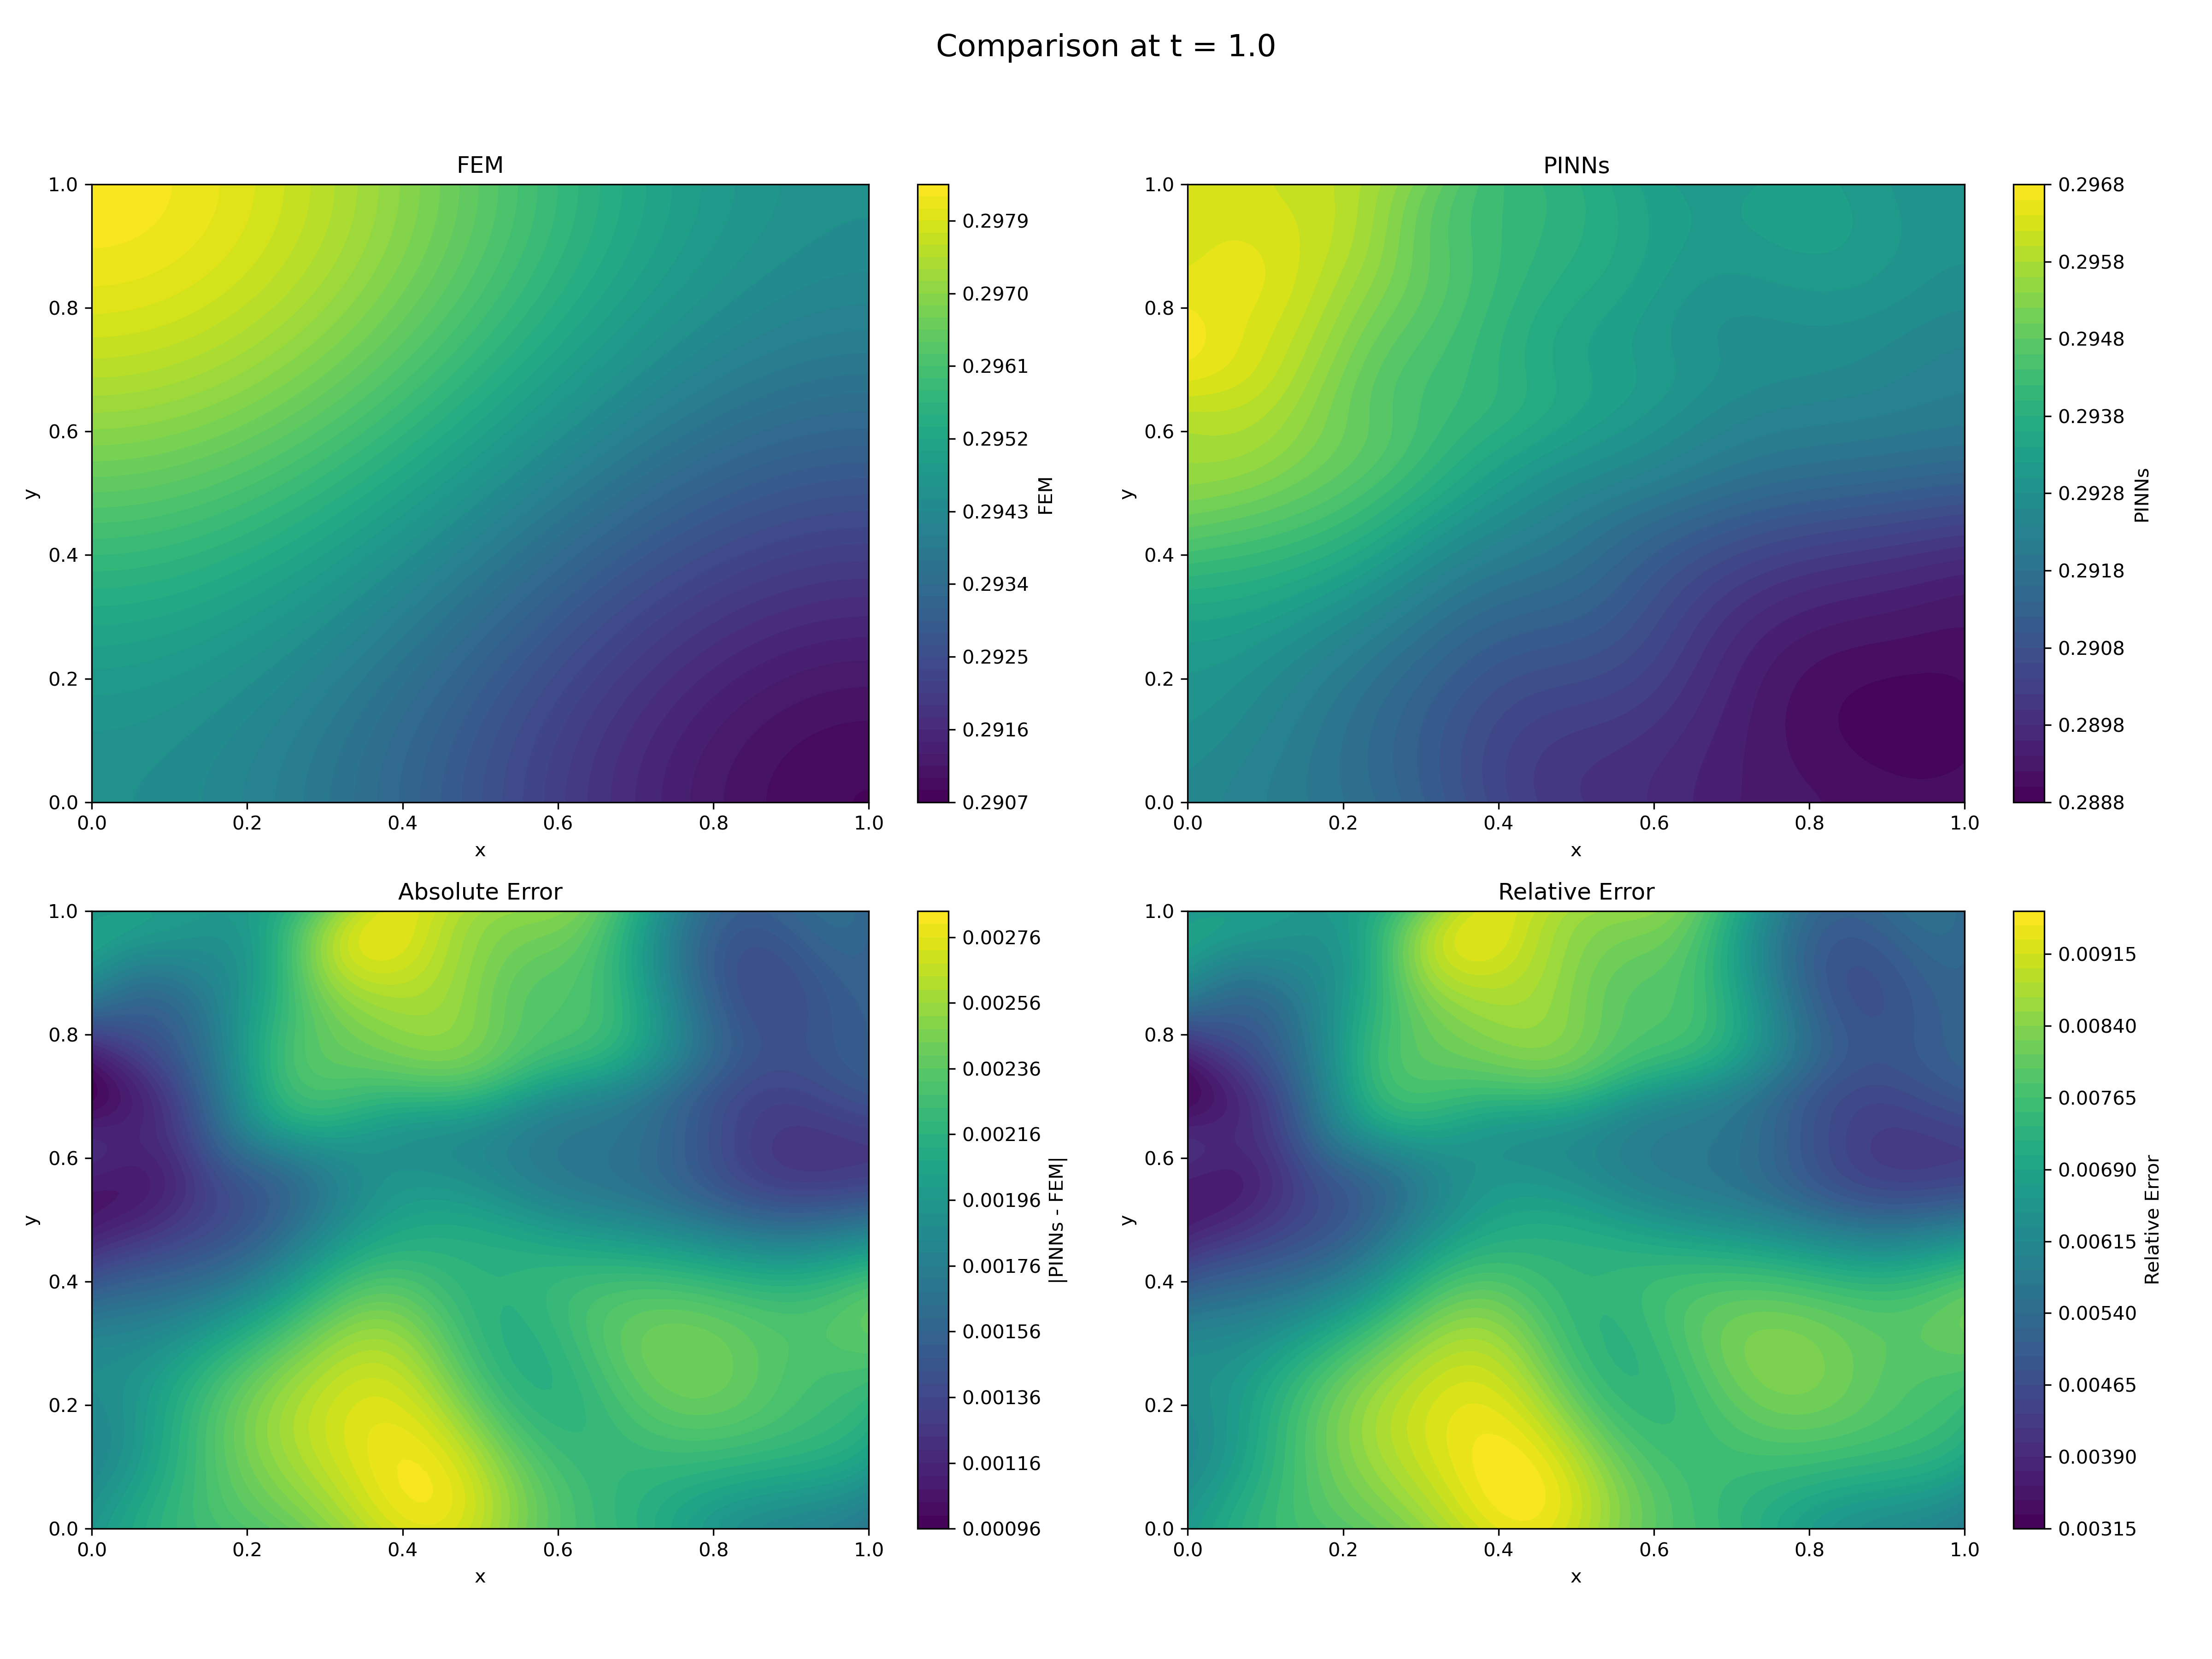 Comparison at t = 1.0
FEM
1.0
0.8
0.6
0.4
0.2
0.0
y
0.0 0.2 0.4 0.6 0.8 1.0
x
0.2979
0.2970
0.2961
0.2952
0.2943
0.2934
0.2925
0.2916
0.2907
FEM
PINNs
1.0
0.8
0.6
0.4
0.2
0.0
y
0.0 0.2 0.4 0.6 0.8 1.0
x
0.2968
0.2958
0.2948
0.2938
0.2928
0.2918
0.2908
0.2898
0.2888
PINNs
Absolute Error
1.0
0.8
0.6
0.4
0.2
0.0
y
0.0 0.2 0.4 0.6 0.8 1.0
x
0.00276
0.00256
0.00236
0.00216
0.00196
0.00176
0.00156
0.00136
0.00116
0.00096
|PINNs - FEM|
Relative Error
1.0
0.8
0.6
0.4
0.2
0.0
y
0.0 0.2 0.4 0.6 0.8 1.0
x
0.00915
0.00840
0.00765
0.00690
0.00615
0.00540
0.00465
0.00390
0.00315
Relative Error